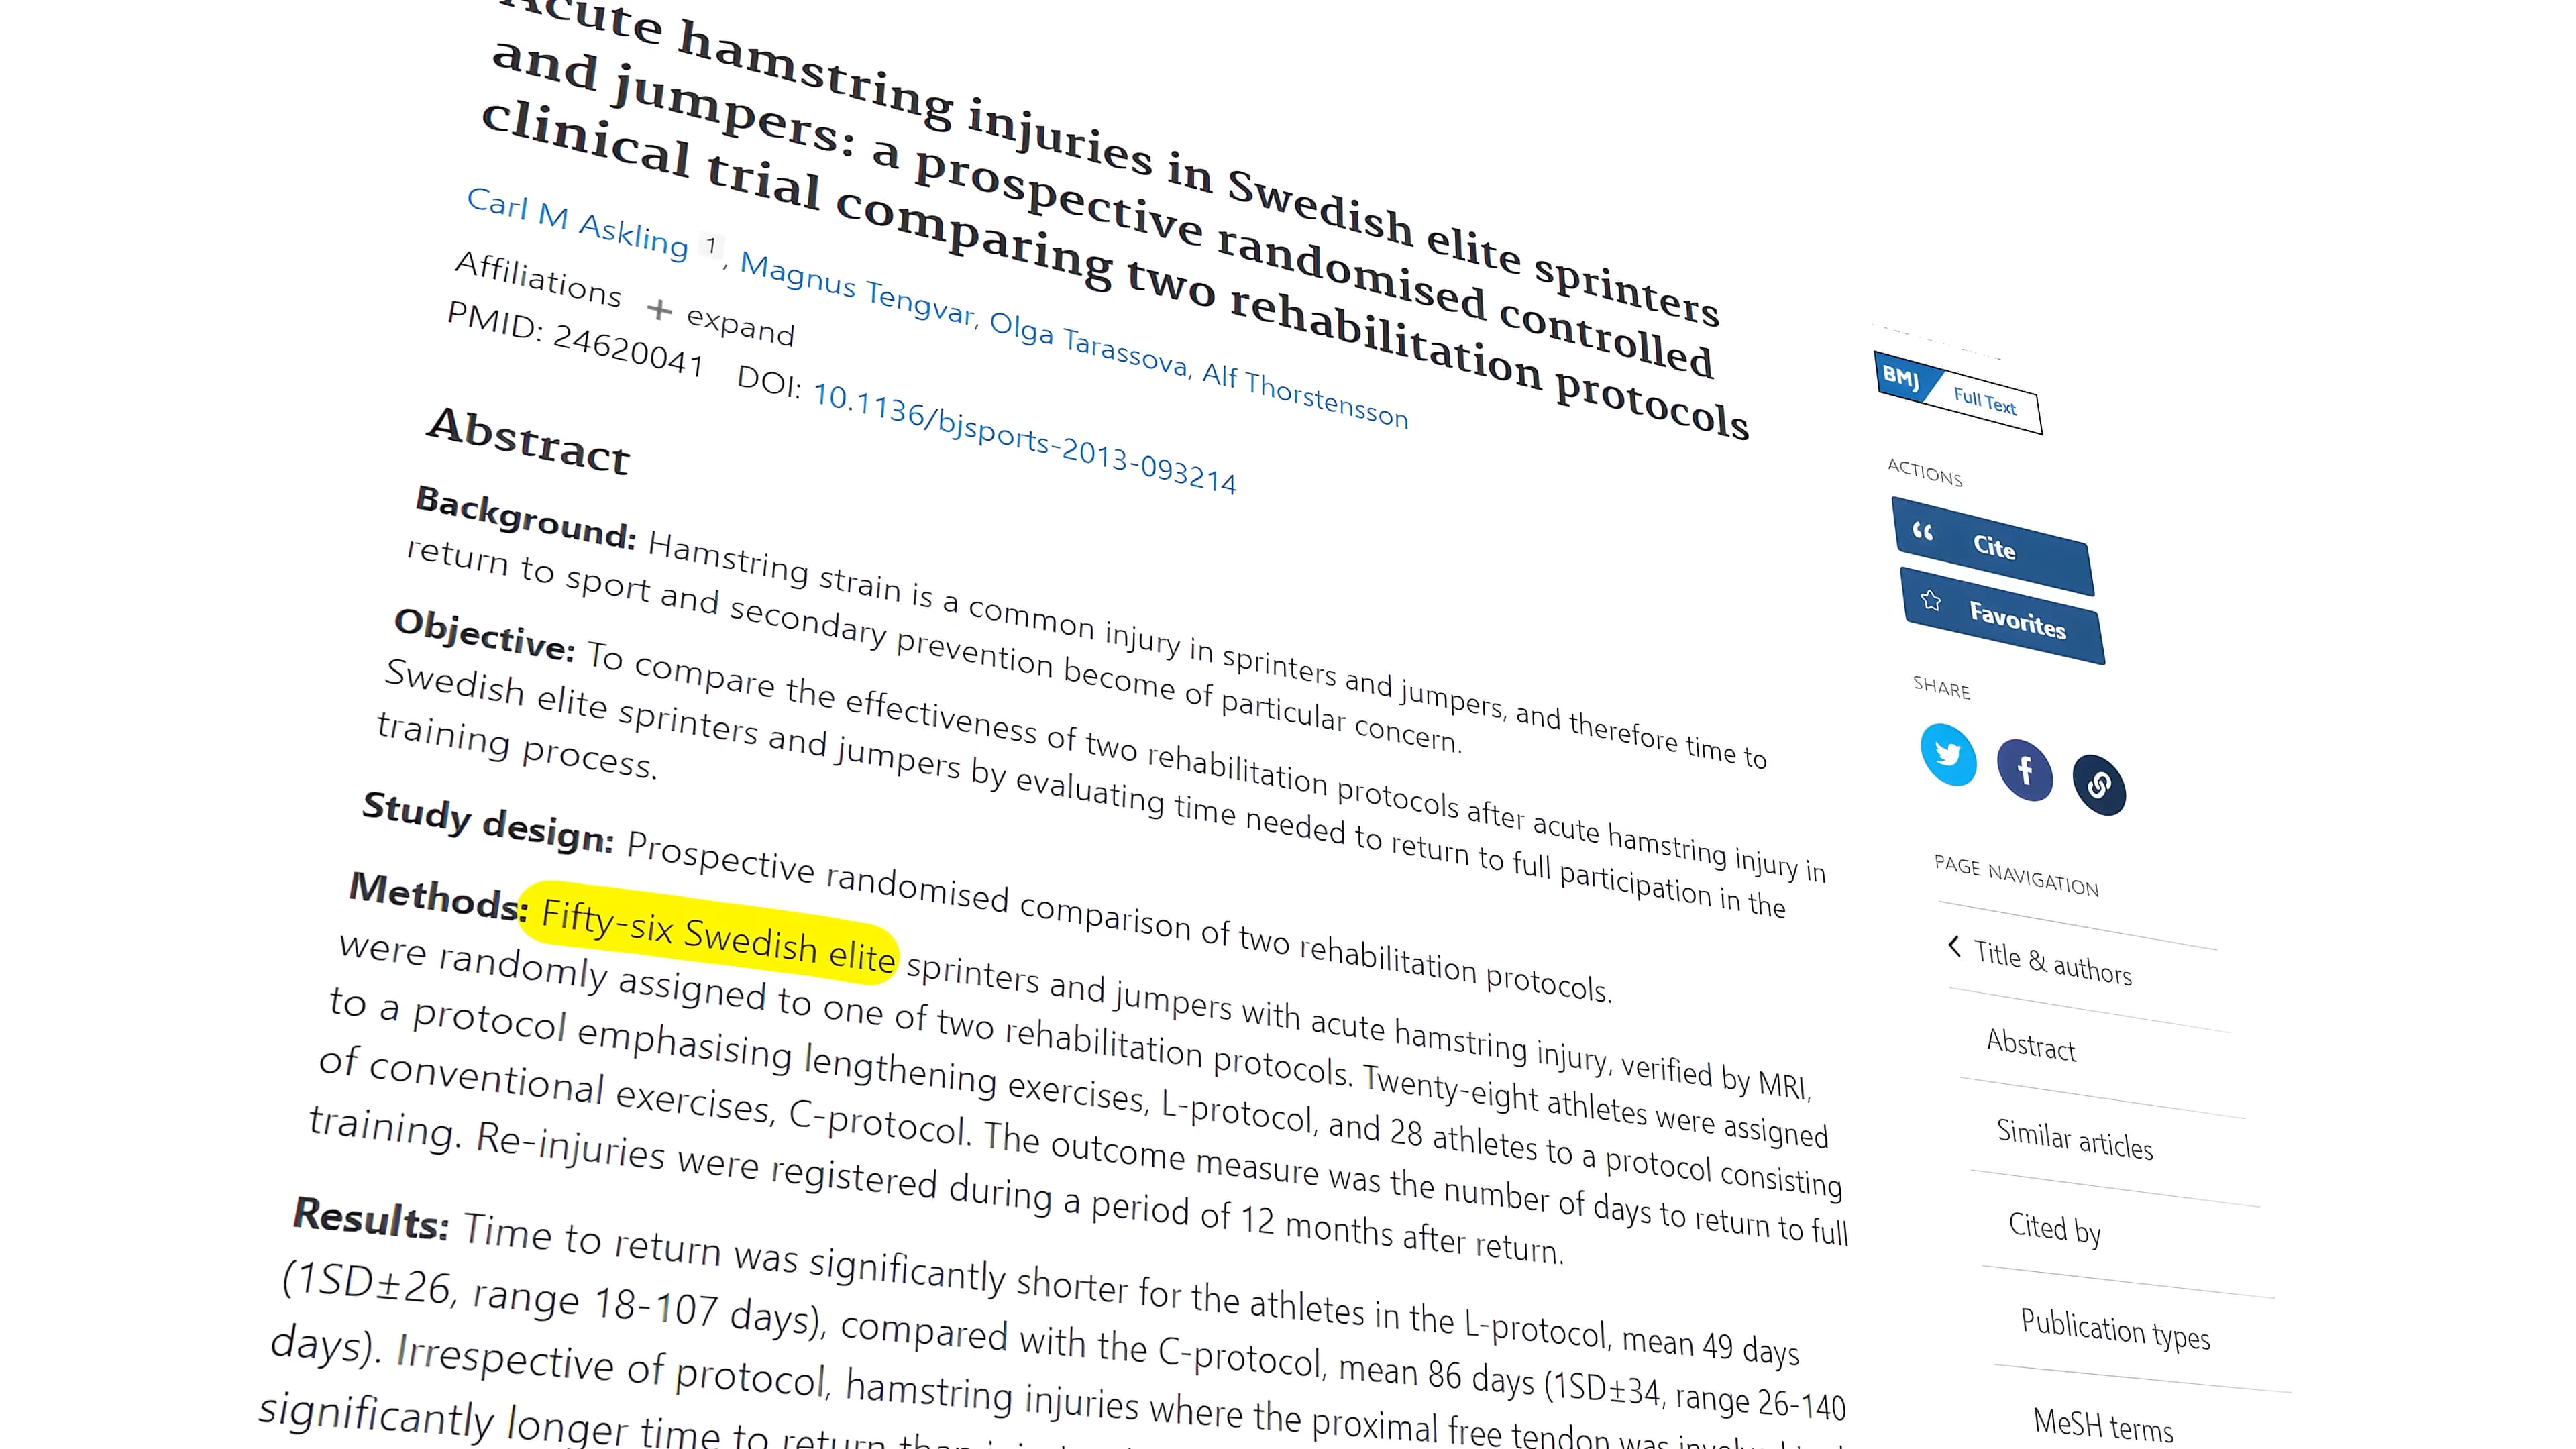 Acute hamstring injuries in Swedish elite sprinters
and jumpers: a prospective randomised controlled
clinical trial comparing two rehabilitation protocols
Carl M Askling 1, Magnus Tengvar, Olga Tarassova, Alf Thorstensson
Affiliations + expand
PMID: 24620041 DOI: 10.1136/bjsports-2013-093214
Abstract
Background: Hamstring strain is a common injury in sprinters and jumpers, and therefore time to
return to sport and secondary prevention become of particular concern.
Objective: To compare the effectiveness of two rehabilitation protocols after acute hamstring injury in
Swedish elite sprinters and jumpers by evaluating time needed to return to full participation in the
training process.
Study design: Prospective randomised comparison of two rehabilitation protocols.
Methods: Fifty-six Swedish elite sprinters and jumpers with acute hamstring injury, verified by MRI,
were randomly assigned to one of two rehabilitation protocols. Twenty-eight athletes were assigned
to a protocol emphasising lengthening exercises, L-protocol, and 28 athletes to a protocol consisting
of conventional exercises, C-protocol. The outcome measure was the number of days to return to full
training. Re-injuries were registered during a period of 12 months after return.
Results: Time to return was significantly shorter for the athletes in the L-protocol, mean 49 days
(1SD±26, range 18-107 days), compared with the C-protocol, mean 86 days (1SD±34, range 26-140
days). Irrespective of protocol, hamstring injuries where the proximal free tendon was
significantly longer time to return
BMJ Full Text
ACTIONS
Cite
Favorites
SHARE
PAGE NAVIGATION
Title & authors
Abstract
Similar articles
Cited by
Publication types
MeSH terms